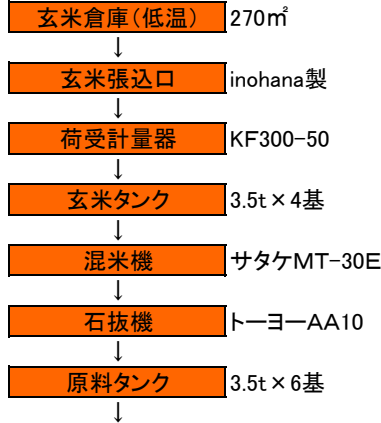 玄米倉庫(低温) 270㎡
↓
玄米張込口 inohana製
↓
荷受計量器 KF300-50
↓
玄米タンク 3.5t×4基
↓
混米機 サタケMT-30E
↓
石抜機 トーヨーAA10
↓
原料タンク 3.5t×6基
↓